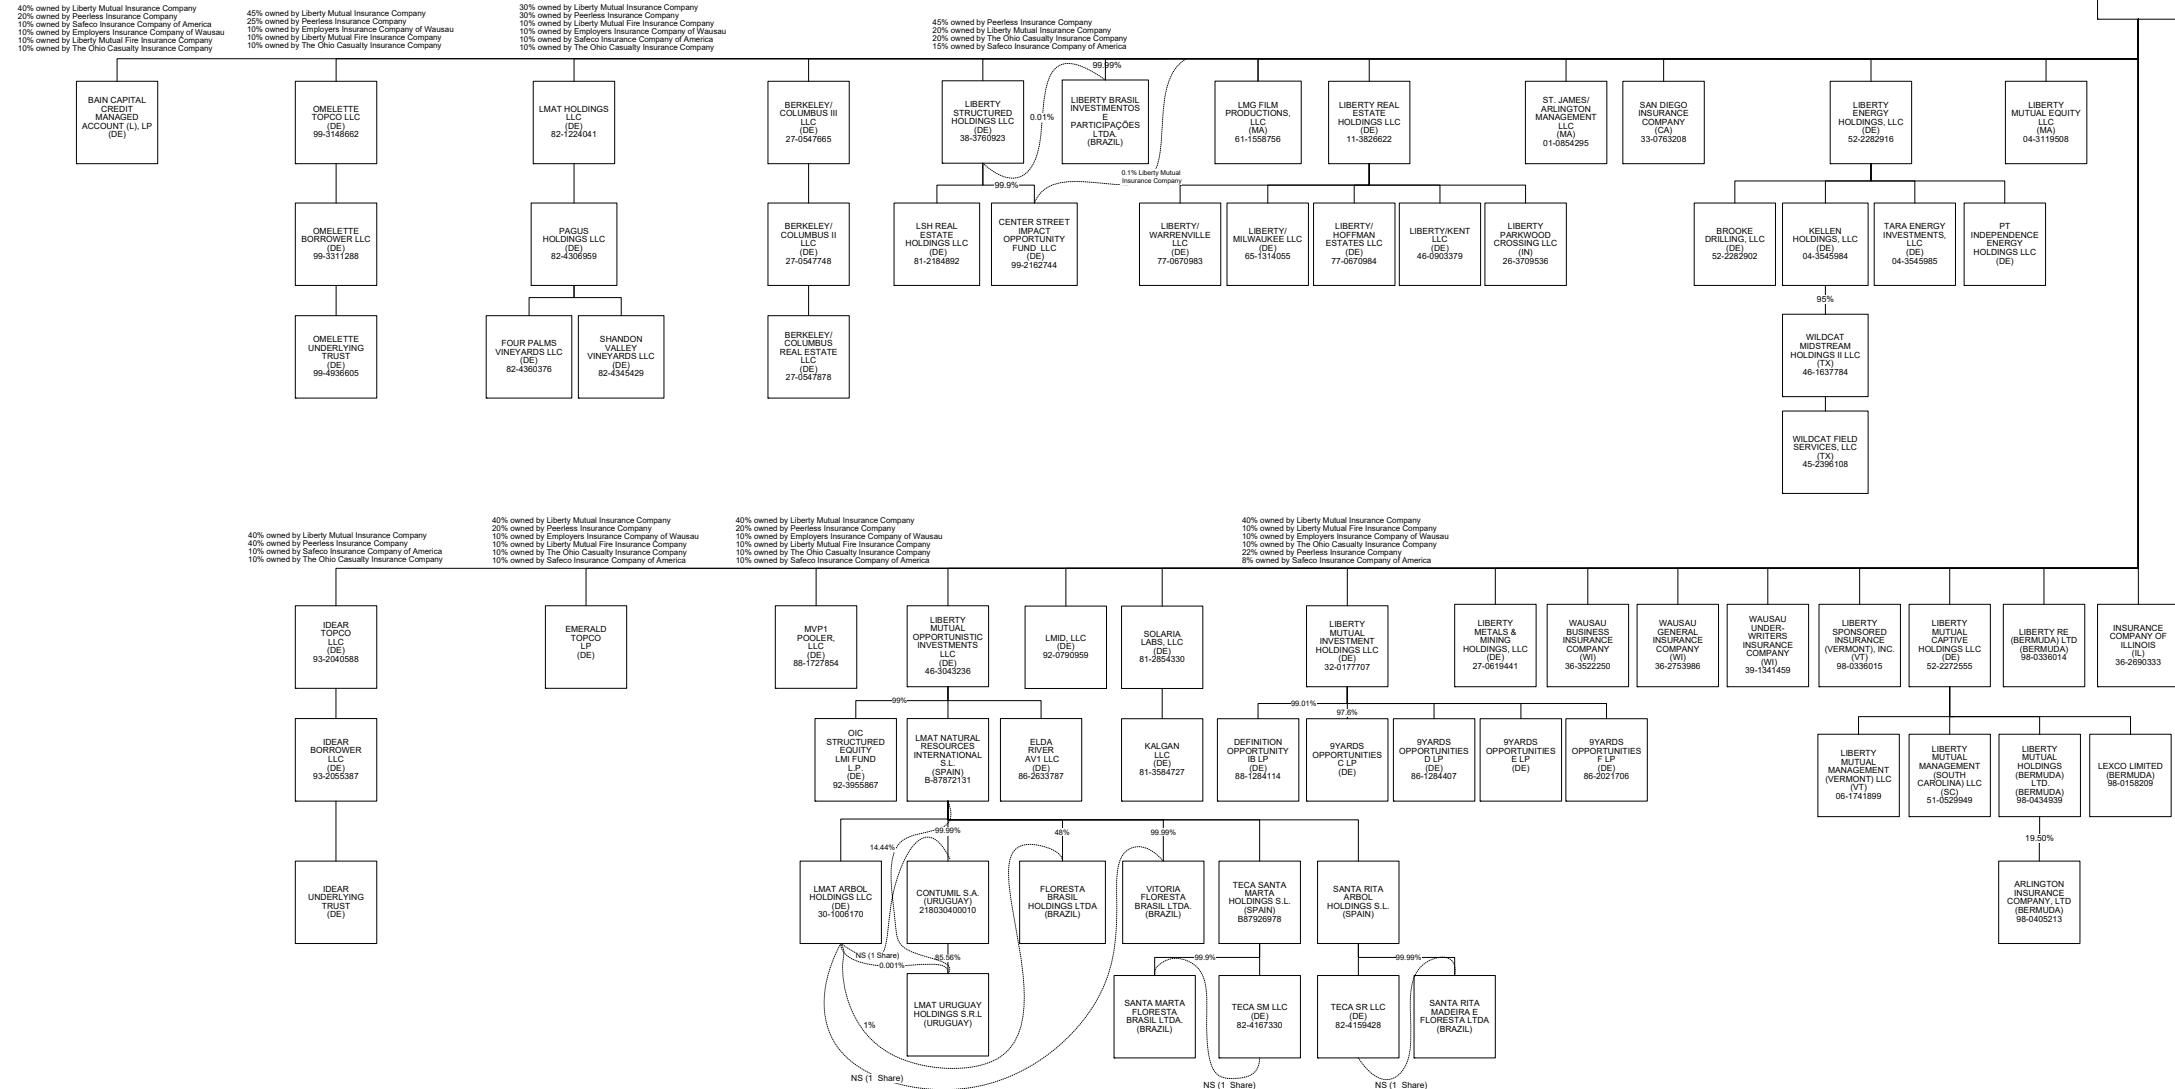 40% owned by Liberty Mutual Insurance Company
20% owned by Peerless Insurance Company
10% owned by Safeco Insurance Company of America
10% owned by Employers Insurance Company of Wausau
10% owned by Liberty Mutual Fire Insurance Company
10% owned by The Ohio Casualty Insurance Company
45% owned by Liberty Mutual Insurance Company
25% owned by Peerless Insurance Company
10% owned by Employers Insurance Company of Wausau
10% owned by Liberty Mutual Fire Insurance Company
10% owned by The Ohio Casualty Insurance Company
30% owned by Liberty Mutual Insurance Company
30% owned by Peerless Insurance Company
10% owned by Liberty Mutual Fire Insurance Company
10% owned by Employers Insurance Company of Wausau
10% owned by Safeco Insurance Company of America
10% owned by The Ohio Casualty Insurance Company
45% owned by Peerless Insurance Company
20% owned by Liberty Mutual Insurance Company
20% owned by The Ohio Casualty Insurance Company
15% owned by Safeco Insurance Company of America
BAIN CAPITAL
CREDIT
MANAGED
ACCOUNT (L), LP
(DE)
OMELETTE
TOPCO LLC
(DE)
99-3148662
LMAT HOLDINGS
LLC
(DE)
82-1224041
BERKELEY/
COLUMBUS III
LLC
(DE)
27-0547665
LIBERTY
STRUCTURED
HOLDINGS LLC
(DE)
38-3760923
0.01%
99.99%
LIBERTY BRASIL
INVESTIMENTOS
E
PARTICIPAÇÕES
LTDA.
(BRAZIL)
LMG FILM
PRODUCTIONS,
LLC
(MA)
61-1558756
LIBERTY REAL
ESTATE
HOLDINGS LLC
(DE)
11-3826622
ST. JAMES/
ARLINGTON
MANAGEMENT
LLC
(MA)
01-0854295
SAN DIEGO
INSURANCE
COMPANY
(CA)
33-0763208
LIBERTY
ENERGY
HOLDINGS, LLC
(DE)
52-2282916
LIBERTY
MUTUAL EQUITY
LLC
(MA)
04-3119508
99.9%
0.1% Liberty Mutual
Insurance Company
OMELETTE
BORROWER LLC
(DE)
99-3311288
PAGUS
HOLDINGS LLC
(DE)
82-4306959
BERKELEY/
COLUMBUS II
LLC
(DE)
27-0547748
LSH REAL
ESTATE
HOLDINGS LLC
(DE)
81-2184892
CENTER STREET
IMPACT
OPPORTUNITY
FUND  LLC
(DE)
99-2162744
LIBERTY/
WARRENVILLE
LLC
(DE)
77-0670983
LIBERTY/
MILWAUKEE LLC
(DE)
65-1314055
LIBERTY/
HOFFMAN
ESTATES LLC
(DE)
77-0670984
LIBERTY/KENT
LLC
(DE)
46-0903379
LIBERTY
PARKWOOD
CROSSING LLC
(IN)
26-3709536
BROOKE
DRILLING, LLC
(DE)
52-2282902
KELLEN
HOLDINGS, LLC
(DE)
04-3545984
TARA ENERGY
INVESTMENTS,
LLC
(DE)
04-3545985
PT
INDEPENDENCE
ENERGY
HOLDINGS LLC
(DE)
95%
OMELETTE
UNDERLYING
TRUST
(DE)
99-4936605
FOUR PALMS
VINEYARDS LLC
(DE)
82-4360376
SHANDON
VALLEY
VINEYARDS LLC
(DE)
82-4345429
BERKELEY/
COLUMBUS
REAL ESTATE
LLC
(DE)
27-0547878
WILDCAT
MIDSTREAM
HOLDINGS II LLC
(TX)
46-1637784
WILDCAT FIELD
SERVICES, LLC
(TX)
45-2396108
40% owned by Liberty Mutual Insurance Company
40% owned by Peerless Insurance Company
10% owned by Safeco Insurance Company of America
10% owned by The Ohio Casualty Insurance Company
40% owned by Liberty Mutual Insurance Company
20% owned by Peerless Insurance Company
10% owned by Employers Insurance Company of Wausau
10% owned by Liberty Mutual Fire Insurance Company
10% owned by The Ohio Casualty Insurance Company
10% owned by Safeco Insurance Company of America
40% owned by Liberty Mutual Insurance Company
20% owned by Peerless Insurance Company
10% owned by Employers Insurance Company of Wausau
10% owned by Liberty Mutual Fire Insurance Company
10% owned by The Ohio Casualty Insurance Company
10% owned by Safeco Insurance Company of America
40% owned by Liberty Mutual Insurance Company
10% owned by Liberty Mutual Fire Insurance Company
10% owned by Employers Insurance Company of Wausau
10% owned by The Ohio Casualty Insurance Company
22% owned by Peerless Insurance Company
8% owned by Safeco Insurance Company of America
IDEAR
TOPCO
LLC
(DE)
93-2040588
EMERALD
TOPCO
LP
(DE)
MVP1
POOLER,
LLC
(DE)
88-1727854
LIBERTY
MUTUAL
OPPORTUNISTIC
INVESTMENTS
LLC
(DE)
46-3043236
LMID, LLC
(DE)
92-0790959
SOLARIA
LABS, LLC
(DE)
81-2854330
LIBERTY
MUTUAL
INVESTMENT
HOLDINGS LLC
(DE)
32-0177707
LIBERTY
METALS &
MINING
HOLDINGS, LLC
(DE)
27-0619441
WAUSAU
BUSINESS
INSURANCE
COMPANY
(WI)
36-3522250
WAUSAU
GENERAL
INSURANCE
COMPANY
(WI)
36-2753986
WAUSAU
UNDER-
WRITERS
INSURANCE
COMPANY
(WI)
39-1341459
LIBERTY
SPONSORED
INSURANCE
(VERMONT), INC.
(VT)
98-0336015
LIBERTY
MUTUAL
CAPTIVE
HOLDINGS LLC
(DE)
52-2272555
LIBERTY RE
(BERMUDA) LTD
(BERMUDA)
98-0336014
INSURANCE
COMPANY OF
ILLINOIS
(IL)
36-2690333
99%
99.01%
97.6%
IDEAR
BORROWER
LLC
(DE)
93-2055387
OIC
STRUCTURED
EQUITY
LMI FUND
L.P.
(DE)
92-3955867
LMAT NATURAL
RESOURCES
INTERNATIONAL
S.L.
(SPAIN)
B-87872131
ELDA
RIVER
AV1 LLC
(DE)
86-2633787
KALGAN
LLC
(DE)
81-3584727
DEFINITION
OPPORTUNITY
IB LP
(DE)
88-1284114
9YARDS
OPPORTUNITIES
C LP
(DE)
9YARDS
OPPORTUNITIES
D LP
(DE)
86-1284407
9YARDS
OPPORTUNITIES
E LP
(DE)
9YARDS
OPPORTUNITIES
F LP
(DE)
86-2021706
LIBERTY
MUTUAL
MANAGEMENT
(VERMONT) LLC
(VT)
06-1741899
LIBERTY
MUTUAL
MANAGEMENT
(SOUTH
CAROLINA) LLC
(SC)
51-0529949
LIBERTY
MUTUAL
HOLDINGS
(BERMUDA)
LTD.
(BERMUDA)
98-0434939
LEXCO LIMITED
(BERMUDA)
98-0158209
99.99%
48%
99.99%
14.44%
19.50%
IDEAR
UNDERLYING
TRUST
(DE)
LMAT ARBOL
HOLDINGS LLC
(DE)
30-1006170
CONTUMIL S.A.
(URUGUAY)
218030400010
FLORESTA
BRASIL
HOLDINGS LTDA
(BRAZIL)
VITORIA
FLORESTA
BRASIL LTDA.
(BRAZIL)
TECA SANTA
MARTA
HOLDINGS S.L.
(SPAIN)
B87926978
SANTA RITA
ARBOL
HOLDINGS S.L.
(SPAIN)
ARLINGTON
INSURANCE
COMPANY, LTD
(BERMUDA)
98-0405213
NS (1 Share)
0.001%
85.56%
99.9%
99.99%
LMAT URUGUAY
HOLDINGS S.R.L
(URUGUAY)
SANTA MARTA
FLORESTA
BRASIL LTDA.
(BRAZIL)
TECA SM LLC
(DE)
82-4167330
TECA SR LLC
(DE)
82-4159428
SANTA RITA
MADEIRA E
FLORESTA LTDA
(BRAZIL)
1%
NS (1  Share)
NS (1  Share)
NS (1  Share)